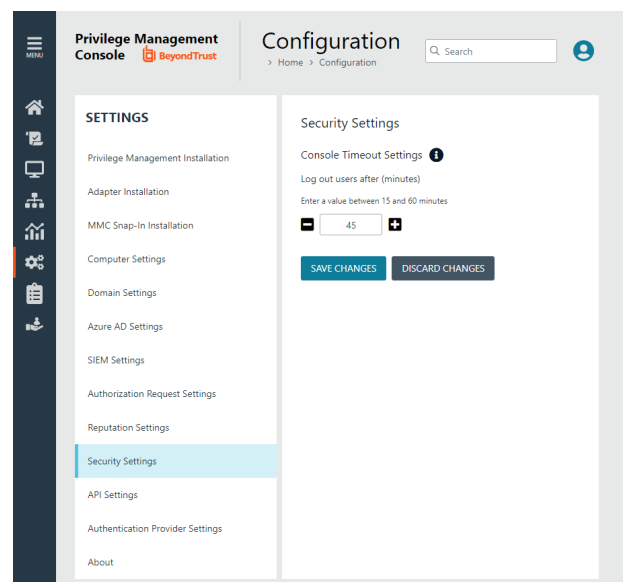 MENU
Privilege Management
Console BeyondTrust
Configuration
> Home > Configuration
Search
SETTINGS
Privilege Management Installation
Adapter Installation
MMC Snap-In Installation
Computer Settings
Domain Settings
Azure AD Settings
SIEM Settings
Authorization Request Settings
Reputation Settings
Security Settings
API Settings
Authentication Provider Settings
About
Security Settings
Console Timeout Settings
Log out users after (minutes)
Enter a value between 15 and 60 minutes
45
SAVE CHANGES DISCARD CHANGES